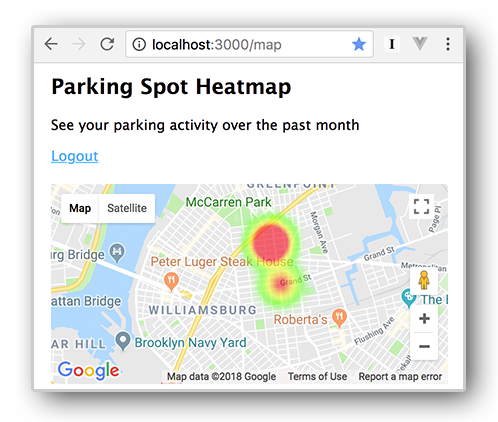 localhost:3000/map
Parking Spot Heatmap
See your parking activity over the past month
Logout
GREENPOINT
Map Satellite
McCarren Park
Morgan Ave
Page Pl
urg Bridge
Peter Luger Steak House
Grand St
Metropolitan
Grand St
attan Bridge
The
WILLIAMSBURG
Roberta's
Flushing Ave
AR HILL
Brooklyn Navy Yard
Google
Map data ©2018 Google Terms of Use Report a map error